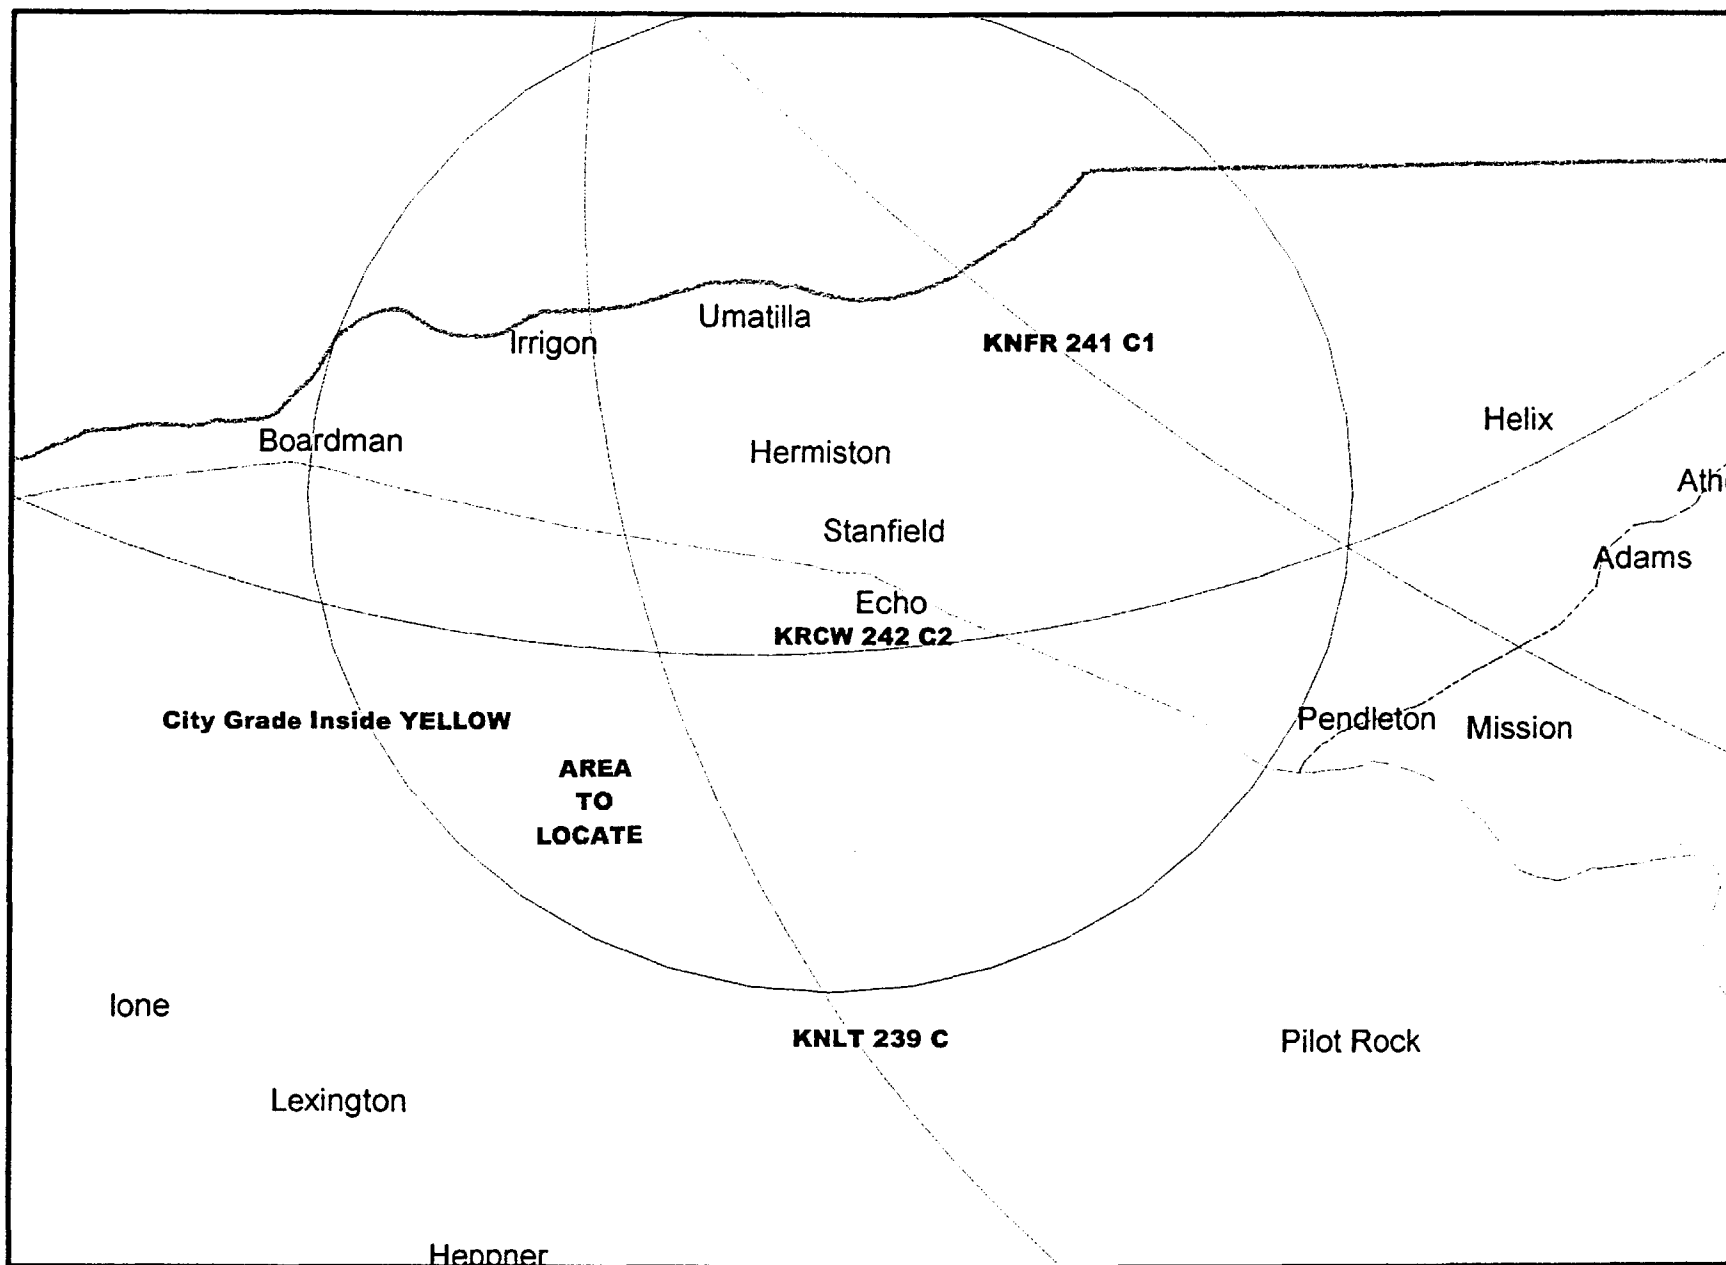 Umatilla
Irrigon
KNFR 241 C1
Helix
Boardman
Hermiston
Ath
Stanfield
Adams
Echo
KRCW 242 C2
City Grade Inside YELLOW
Pendleton
Mission
AREA
TO
LOCATE
Ione
KNLT 239 C
Pilot Rock
Lexington
Heppner